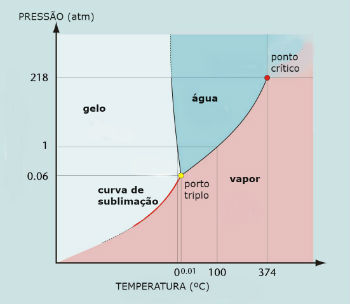 PRESSÃO (atm)
ponto
crítico
218
água
gelo
1
0.06
vapor
curva de
sublimação
porto
triplo
0
0.01
100
374
TEMPERATURA (ºC)